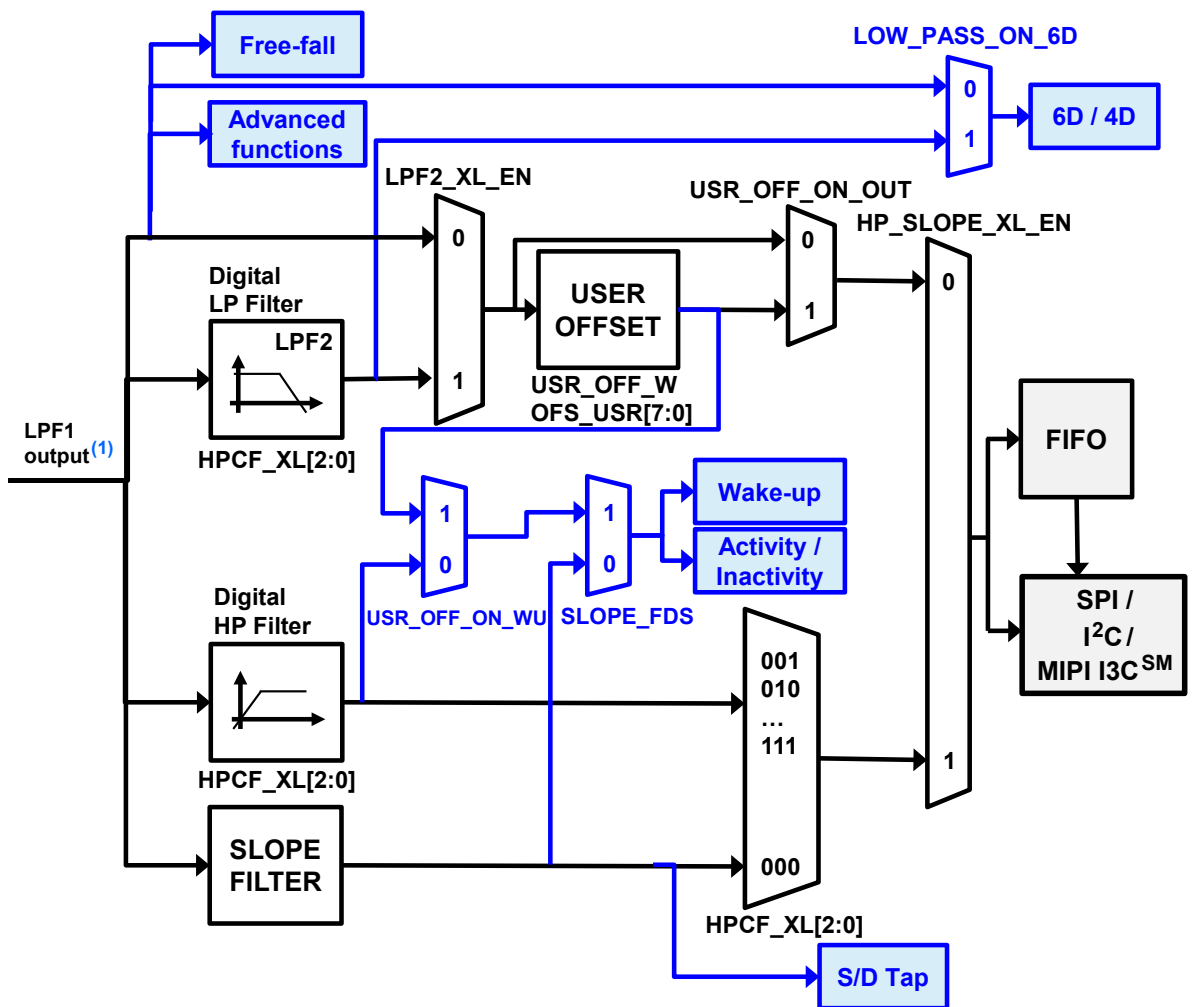 Free-fall
LOW_PASS_ON_6D
0
1
6D / 4D
Advanced
functions
LPF2_XL_EN
0
1
USR_OFF_ON_OUT
0
1
HP_SLOPE_XL_EN
0
1
Digital
LP Filter
LPF2
HPCF_XL[2:0]
USER
OFFSET
USR_OFF_W
OFS_USR[7:0]
LPF1
output(1)
FIFO
Wake-up
Activity /
Inactivity
1
0
USR_OFF_ON_WU
1
0
SLOPE_FDS
SPI /
I2C /
MIPI I3CSM
Digital
HP Filter
HPCF_XL[2:0]
001
010
…
111
000
HPCF_XL[2:0]
SLOPE
FILTER
S/D Tap